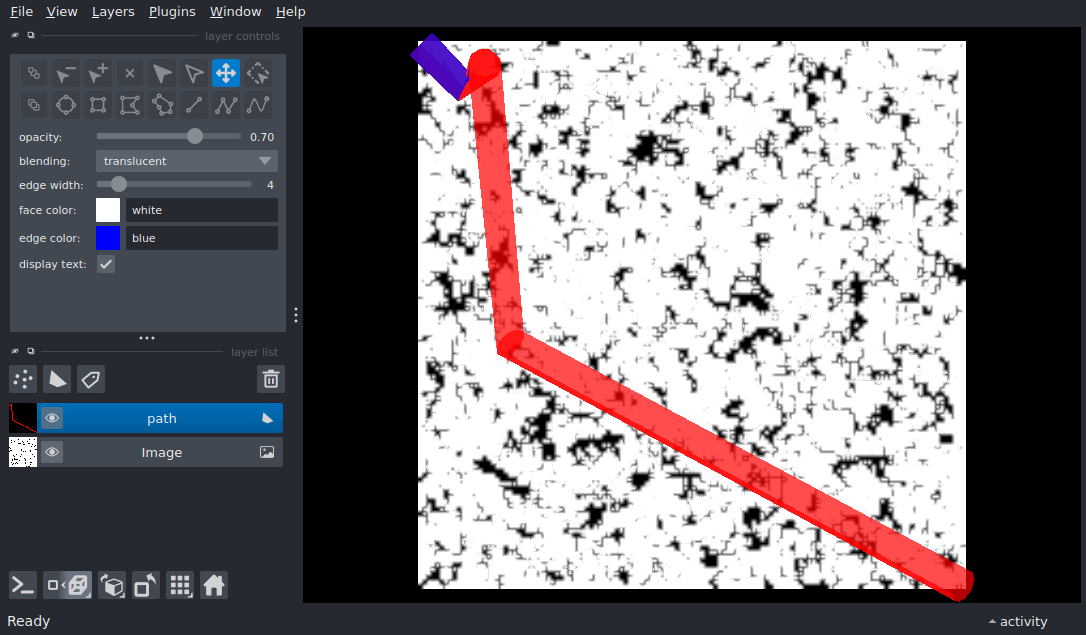 File View Layers Plugins Window Help
layer controls
opacity: 0.70
blending: translucent
edge width: 4
face color: white
edge color: blue
display text:
layer list
path
Image
Ready activity